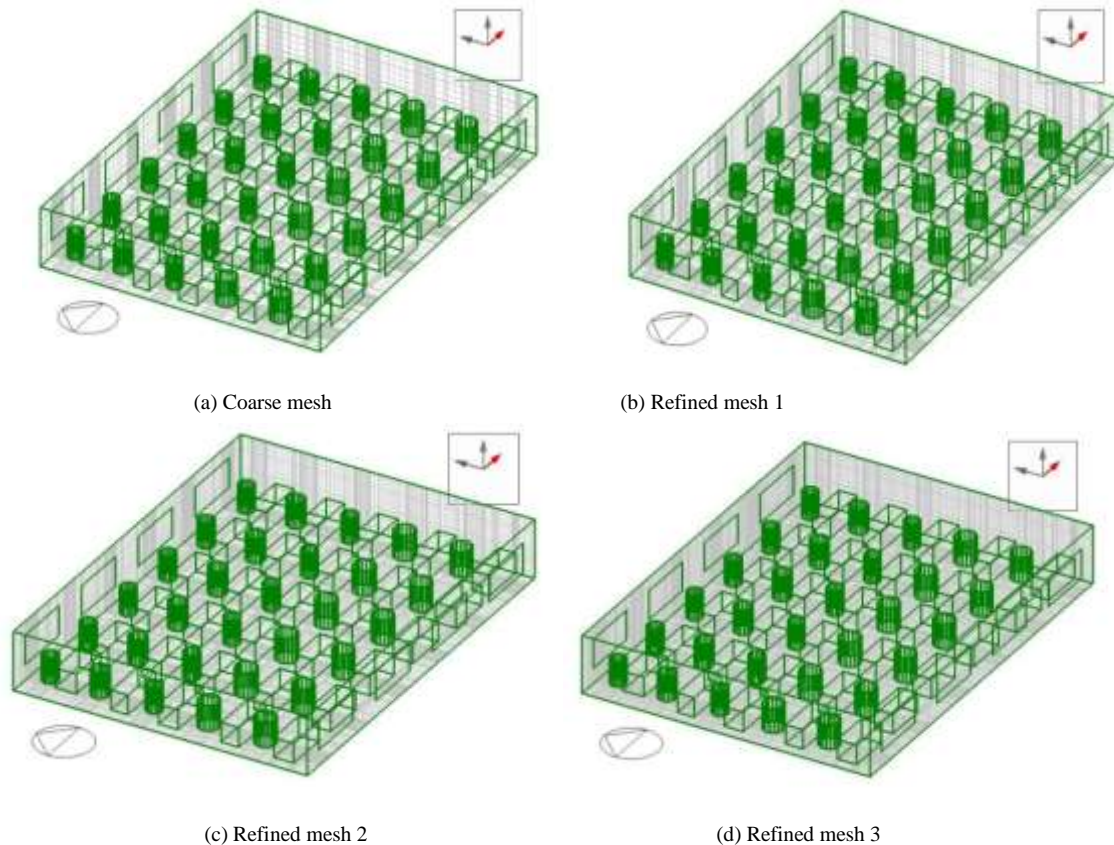 (a) Coarse mesh
(b) Refined mesh 1
(c) Refined mesh 2
(d) Refined mesh 3